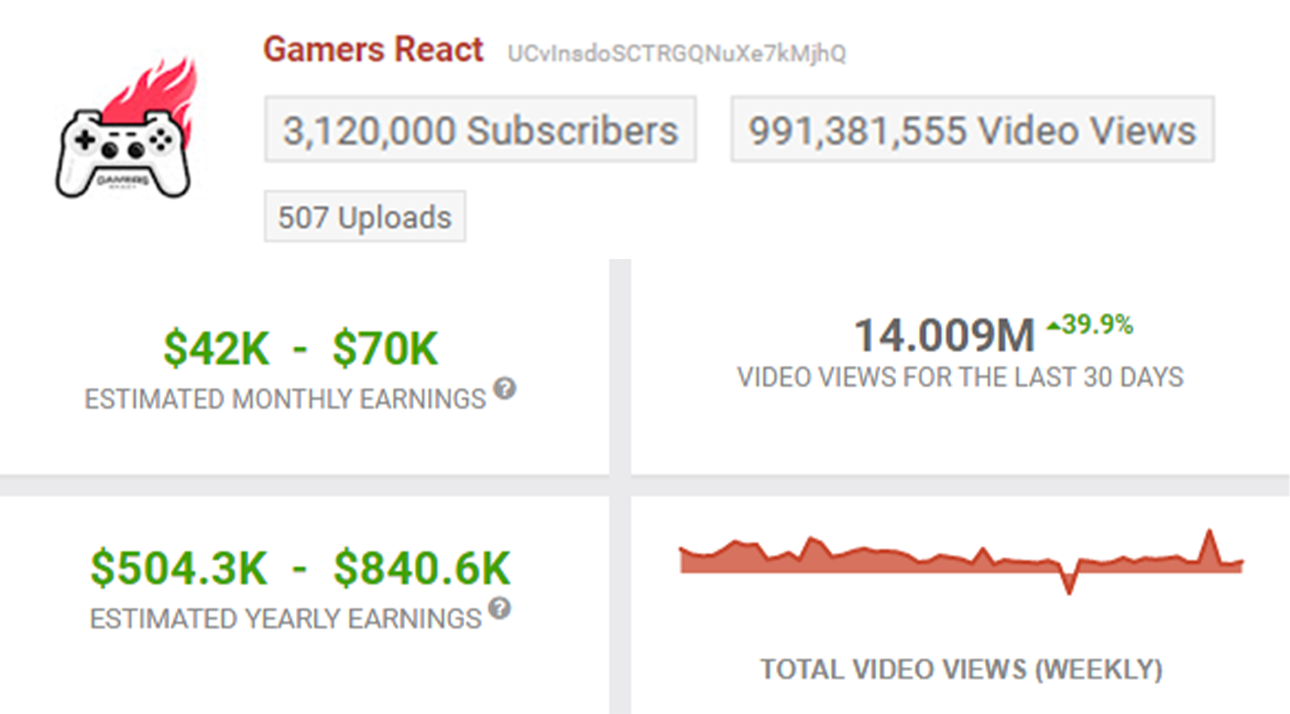 Gamers React UCvInsdoSCTRGQNuXe7kMjhQ
3,120,000 Subscribers 991,381,555 Video Views
507 Uploads
GAMERS
REACT
$42K - $70K
ESTIMATED MONTHLY EARNINGS ?
14.009M 39.9%
VIDEO VIEWS FOR THE LAST 30 DAYS
$504.3K - $840.6K
ESTIMATED YEARLY EARNINGS ?
TOTAL VIDEO VIEWS (WEEKLY)